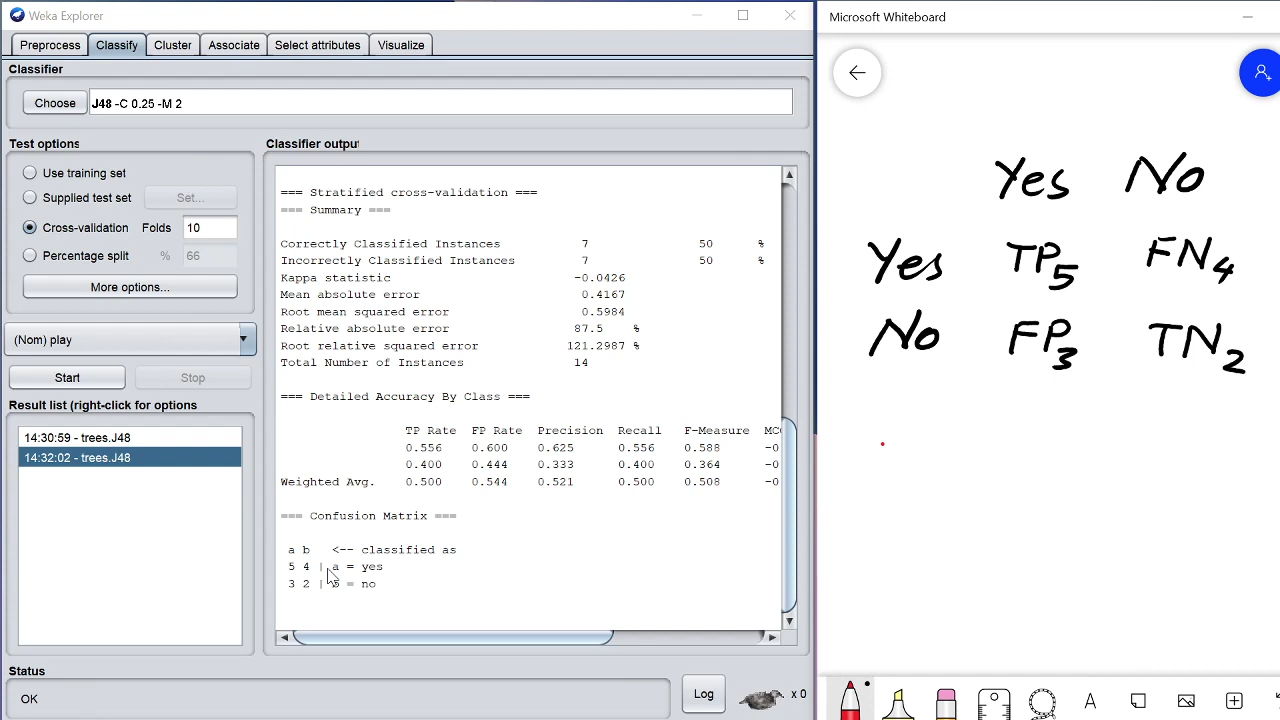 Weka Explorer
Preprocess Classify Cluster Associate Select attributes Visualize
Classifier
Choose J48 -C 0.25 -M 2
Test options
Use training set
Supplied test set Set...
Cross-validation Folds 10
Percentage split % 66
More options...
(Nom) play
Start Stop
Result list (right-click for options
14:30:59 - trees.J48
14:32:02 - trees.J48
Classifier output
=== Stratified cross-validation ===
=== Summary ===
Correctly Classified Instances 7 50 %
Incorrectly Classified Instances 7 50 %
Kappa statistic -0.0426
Mean absolute error 0.4167
Root mean squared error 0.5984
Relative absolute error 87.5 %
Root relative squared error 121.2987 %
Total Number of Instances 14
=== Detailed Accuracy By Class ===
TP Rate FP Rate Precision Recall F-Measure MC
0.556 0.600 0.625 0.556 0.588 -0
0.400 0.444 0.333 0.400 0.364 -0
Weighted Avg. 0.500 0.544 0.521 0.500 0.508 -0
=== Confusion Matrix ===
a b <-- classified as
5 4 | a = yes
3 2 | = no
Status
OK
Log x 0
Microsoft Whiteboard
Yes No
Yes TP5 FN4
No FP3 TN2
A